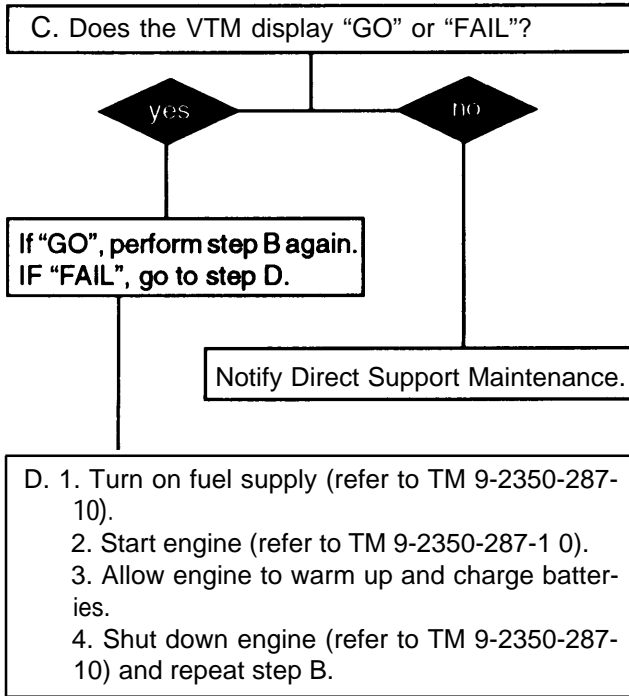 C. Does the VTM display “GO” or “FAIL”?
yes
no
If “GO”, perform step B again.
IF “FAIL”, go to step D.
Notify Direct Support Maintenance.
D. 1. Turn on fuel supply (refer to TM 9-2350-287-
10).
2. Start engine (refer to TM 9-2350-287-1 0).
3. Allow engine to warm up and charge batter-
ies.
4. Shut down engine (refer to TM 9-2350-287-
10) and repeat step B.